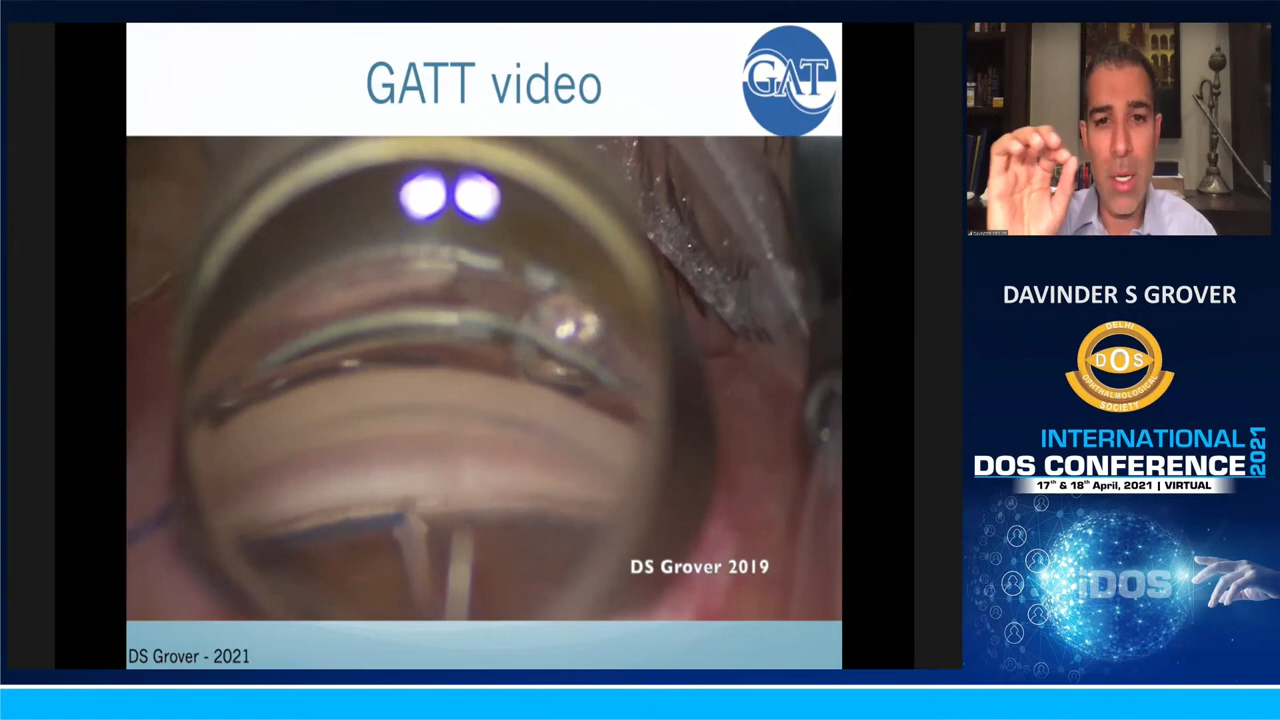 GATT video
GAT
DS Grover 2019
DS Grover - 2021
DAVINDER S GROVER
DELHI
DOS
OPHTHALMOLOGICAL
SOCIETY
INTERNATIONAL
DOS CONFERENCE
2021
17th & 18th April, 2021 | VIRTUAL
iDOS